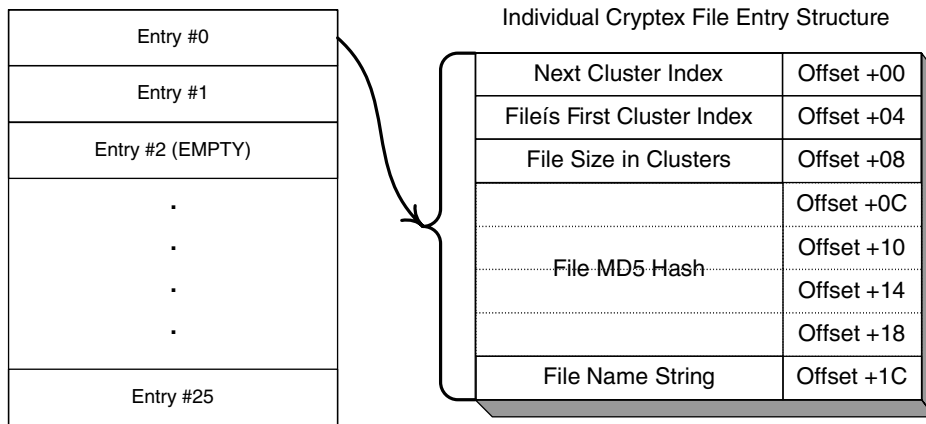 Individual Cryptex File Entry Structure
Entry #0
Entry #1
Entry #2 (EMPTY)
.
.
.
.
Entry #25
Next Cluster Index Offset +00
Fileís First Cluster Index Offset +04
File Size in Clusters Offset +08
File MD5 Hash
Offset +0C
Offset +10
Offset +14
Offset +18
File Name String Offset +1C